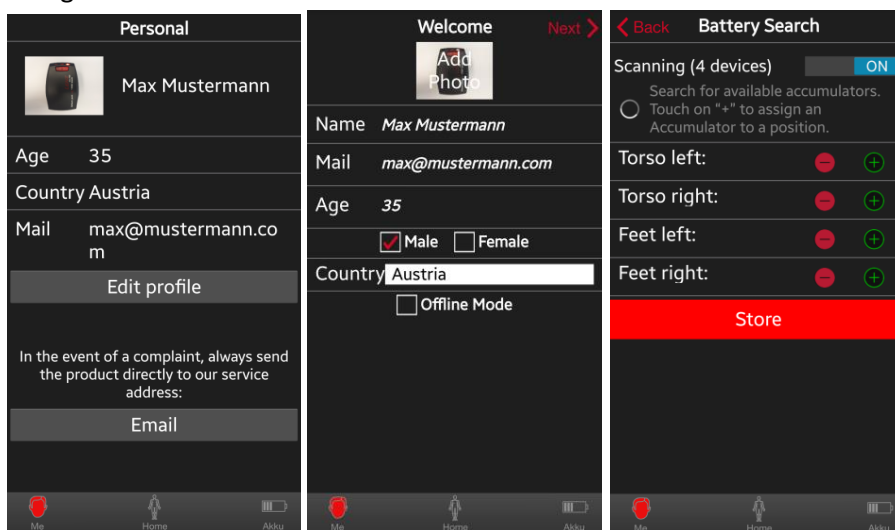 Personal
Max Mustermann
Age 35
Country Austria
Mail max@mustermann.co
m
Edit profile
In the event of a complaint, always send
the product directly to our service
address:
Email
Me Home Akku
Welcome Next
Add
Photo
Name Max Mustermann
Mail max@mustermann.com
Age 35
Male Female
Country Austria
Offline Mode
Me Home Akku
Back Battery Search
Scanning (4 devices) ON
Search for available accumulators.
Touch on "+" to assign an
Accumulator to a position.
Torso left:
Torso right:
Feet left:
Feet right:
Store
Me Home Akku